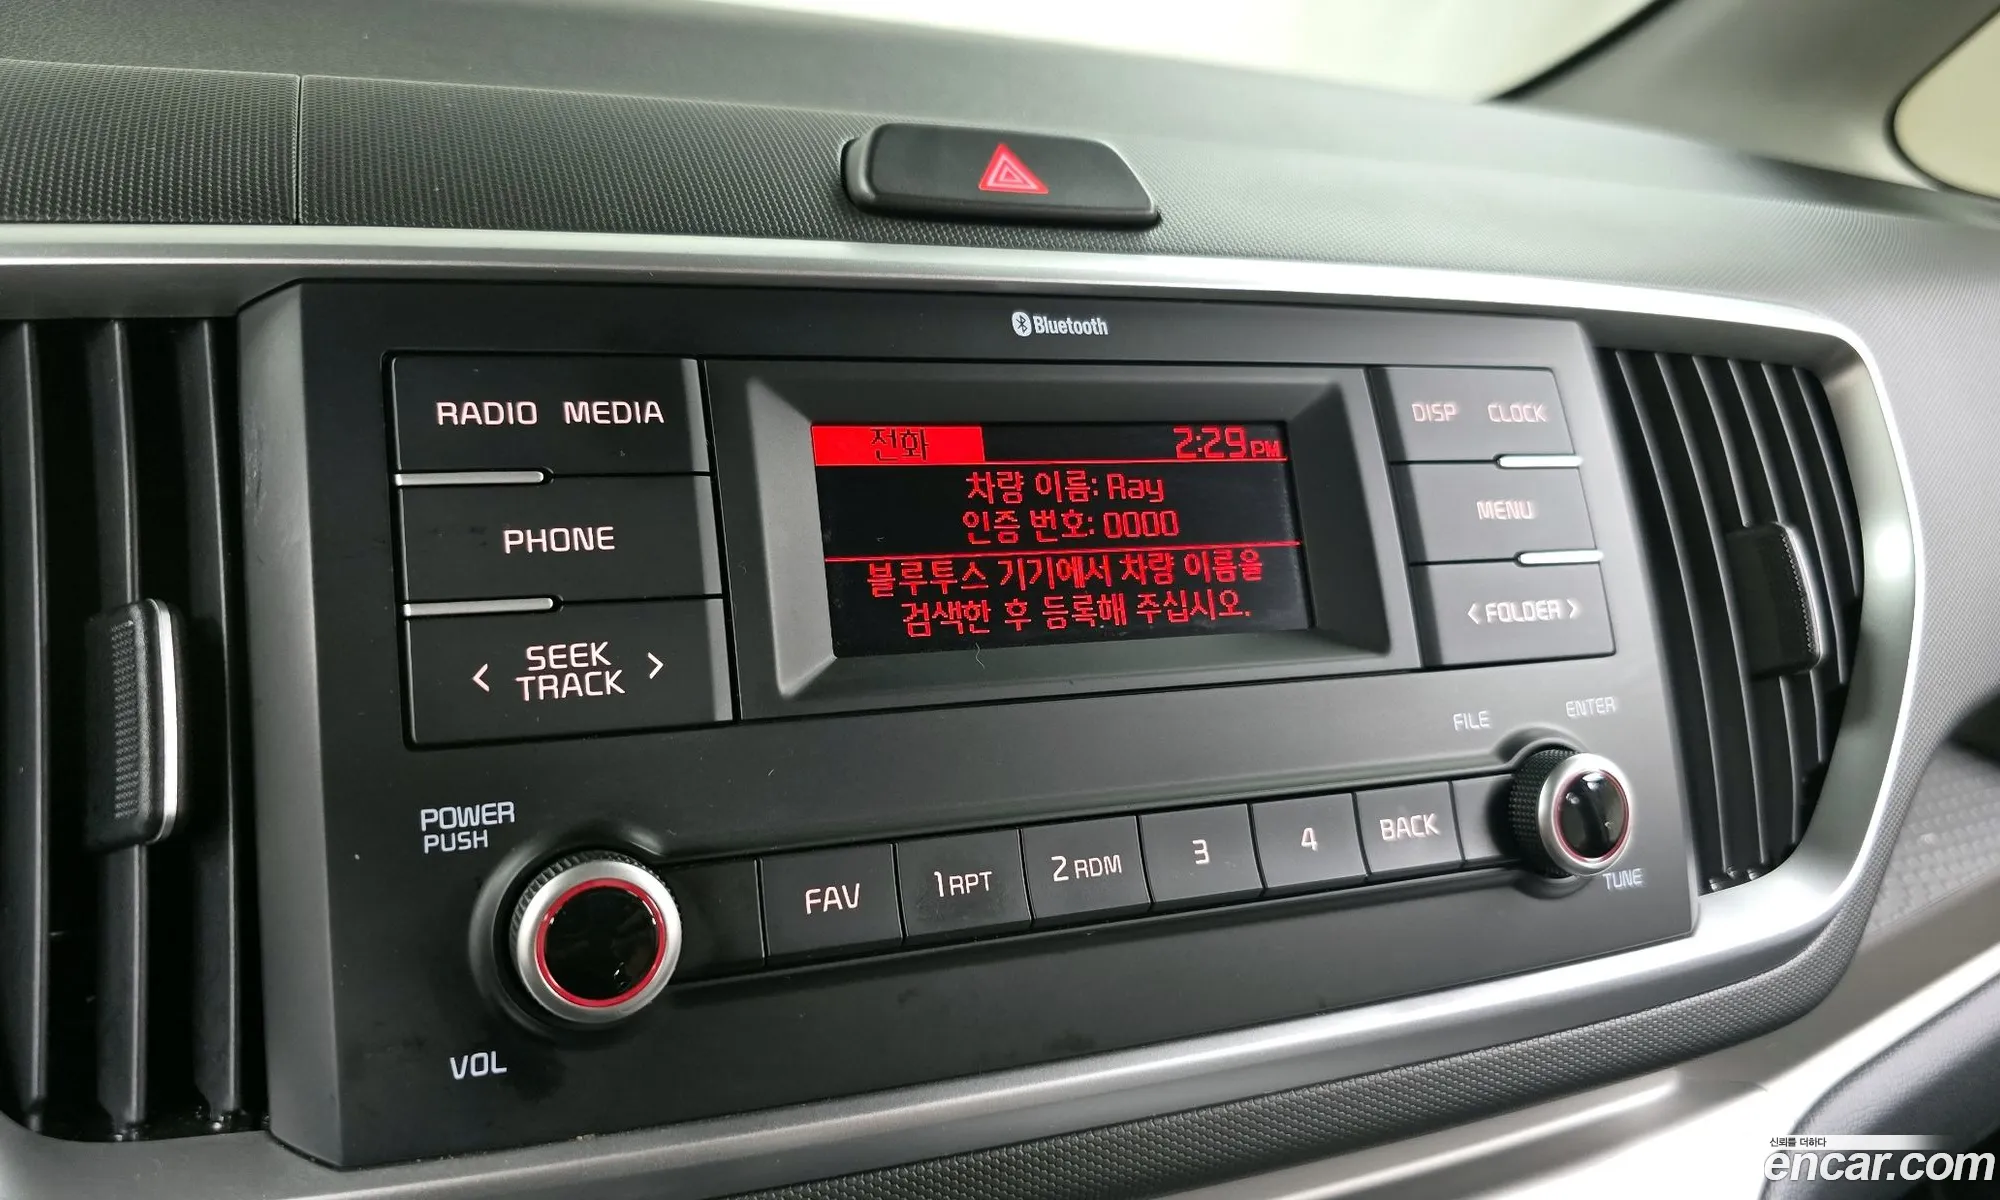 Bluetooth
RADIO MEDIA
PHONE
< SEEK TRACK >
전화 2:29 PM
차량 이름: Ray
인증 번호: 0000
블루투스 기기에서 차량 이름을
검색한 후 등록해 주십시오.
DISP CLOCK
MENU
< FOLDER >
FILE
ENTER
TUNE
POWER
PUSH
VOL
FAV
1 RPT
2 RDM
3
4
BACK
신뢰를 더하다
encar.com